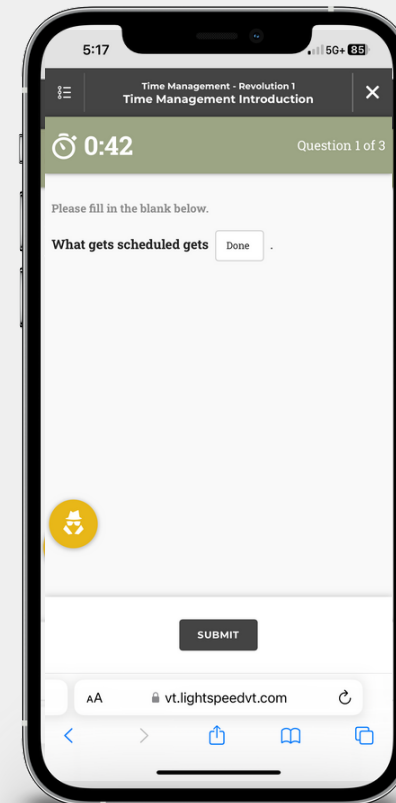 5:17
5G+ 85
Time Management - Revolution 1
Time Management Introduction
0:42
Question 1 of 3
Please fill in the blank below.
What gets scheduled gets Done .
SUBMIT
AA vt.lightspeedvt.com